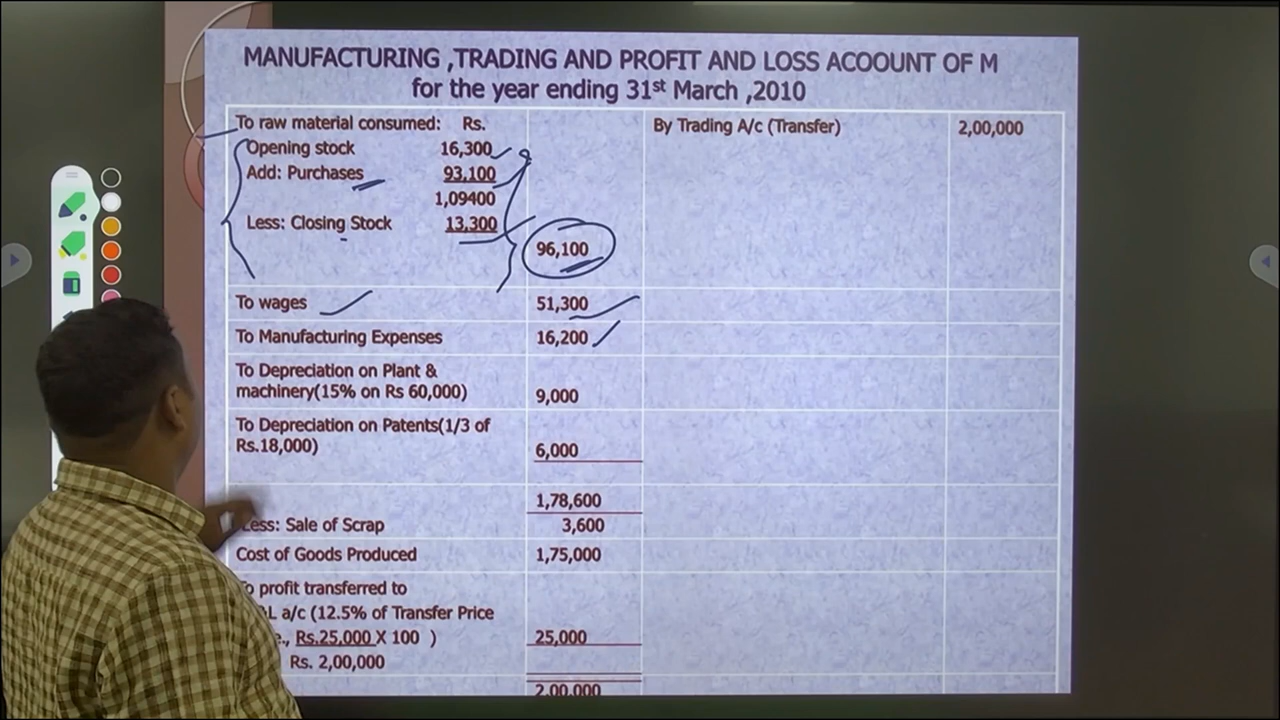 MANUFACTURING ,TRADING AND PROFIT AND LOSS ACOOUNT OF M
for the year ending 31st March ,2010
To raw material consumed: Rs.
Opening stock 16,300
Add: Purchases 93,100
1,09400
Less: Closing Stock 13,300
96,100
By Trading A/c (Transfer) 2,00,000
To wages 51,300
To Manufacturing Expenses 16,200
To Depreciation on Plant &
machinery(15% on Rs 60,000) 9,000
To Depreciation on Patents(1/3 of
Rs.18,000) 6,000
1,78,600
Less: Sale of Scrap 3,600
Cost of Goods Produced 1,75,000
To profit transferred to
a/c (12.5% of Transfer Price
Rs.25,000 X 100 ) 25,000
Rs. 2,00,000
2,00,000